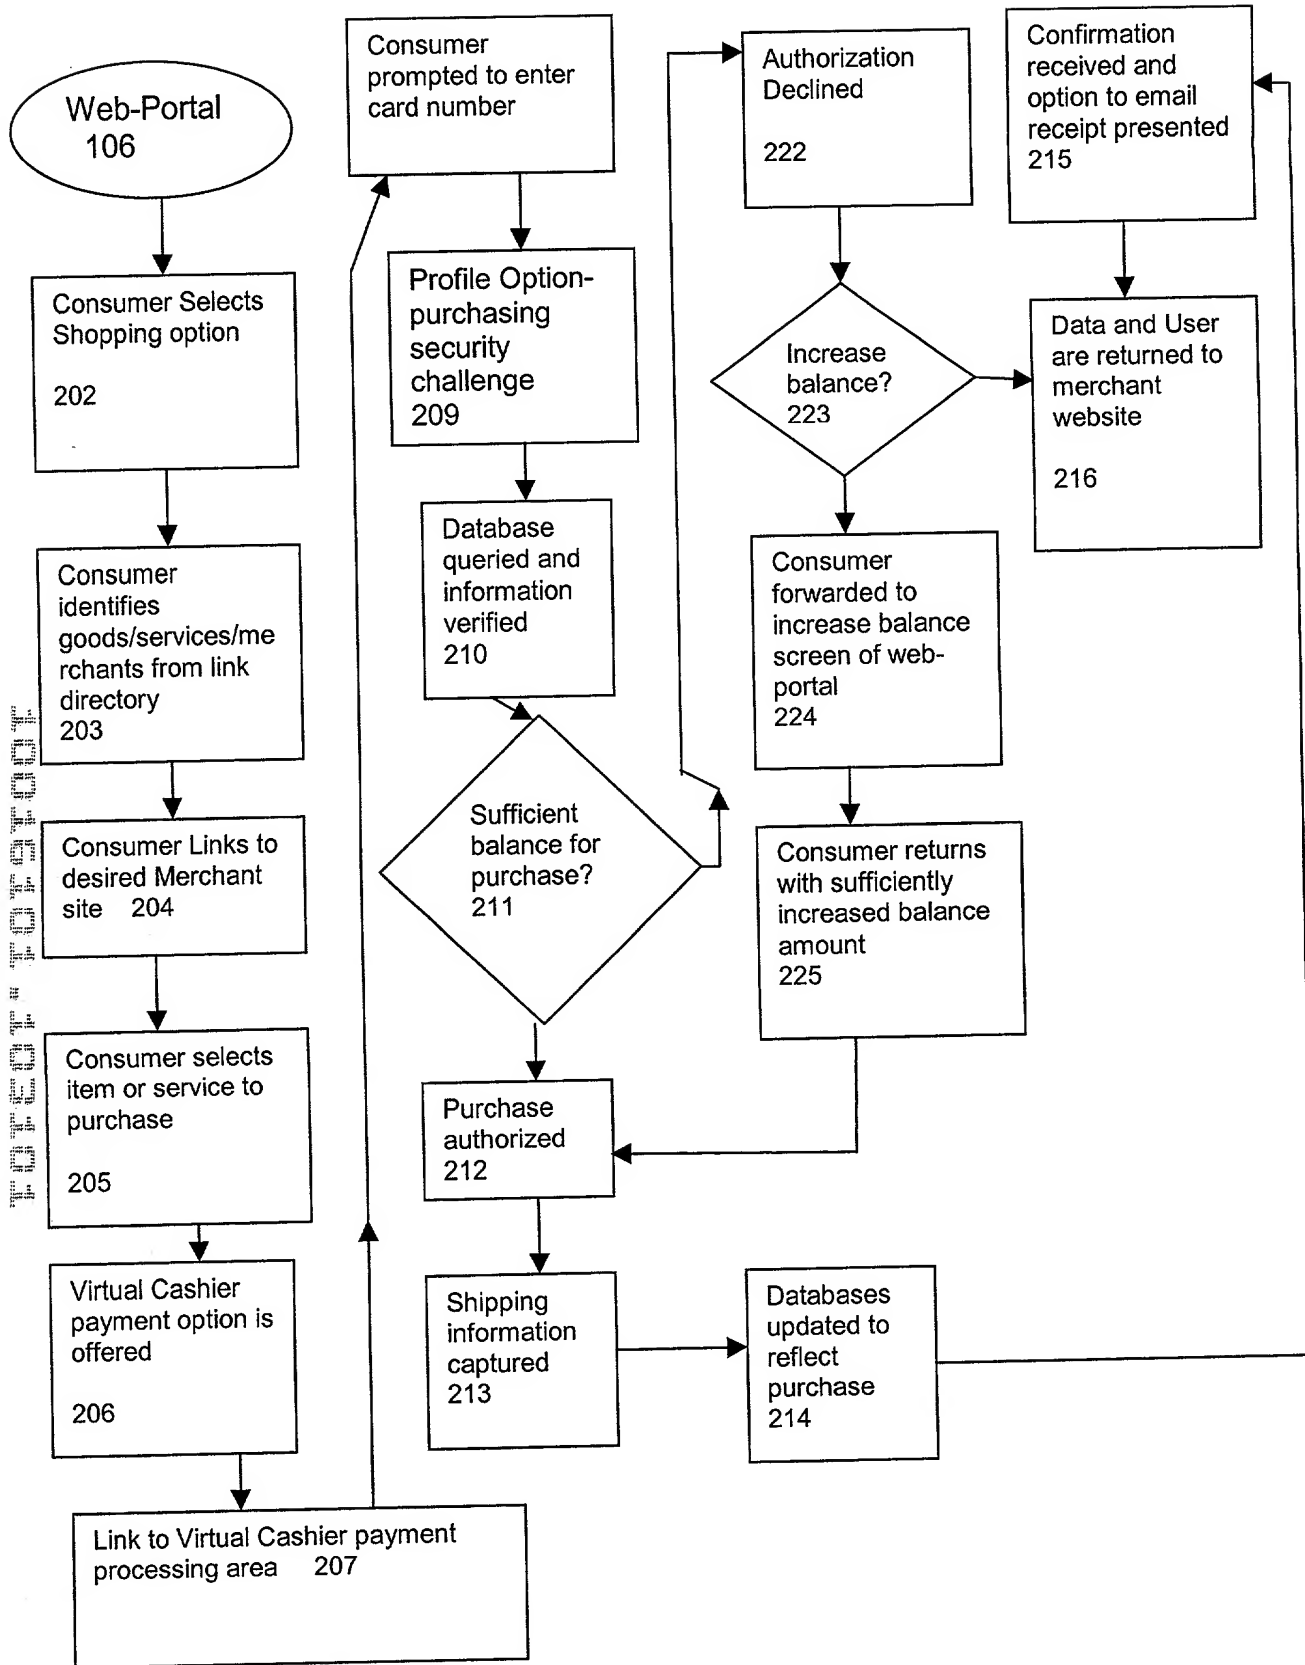 Web-Portal
106
Consumer Selects
Shopping option
202
Consumer
identifies
goods/services/me
rchants from link
directory
203
Consumer Links to
desired Merchant
site 204
Consumer selects
item or service to
purchase
205
Virtual Cashier
payment option is
offered
206
Link to Virtual Cashier payment
processing area 207
Consumer
prompted to enter
card number
Profile Option-
purchasing
security
challenge
209
Database
queried and
information
verified
210
Sufficient
balance for
purchase?
211
Purchase
authorized
212
Shipping
information
captured
213
Databases
updated to
reflect
purchase
214
Authorization
Declined
222
Increase
balance?
223
Consumer
forwarded to
increase balance
screen of web-
portal
224
Consumer returns
with sufficiently
increased balance
amount
225
Confirmation
received and
option to email
receipt presented
215
Data and User
are returned to
merchant
website
216